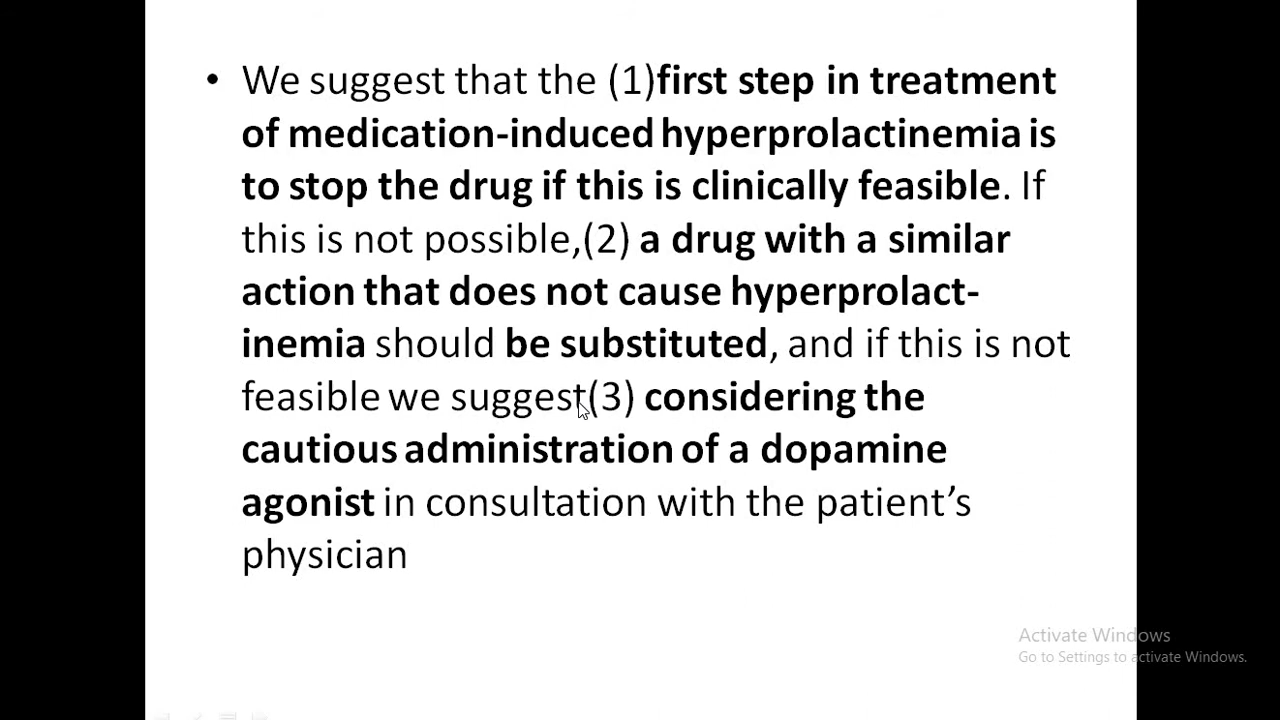 • We suggest that the (1)first step in treatment
of medication-induced hyperprolactinemia is
to stop the drug if this is clinically feasible. If
this is not possible,(2) a drug with a similar
action that does not cause hyperprolact-
inemia should be substituted, and if this is not
feasible we suggest(3) considering the
cautious administration of a dopamine
agonist in consultation with the patient’s
physician
Activate Windows
Go to Settings to activate Windows.